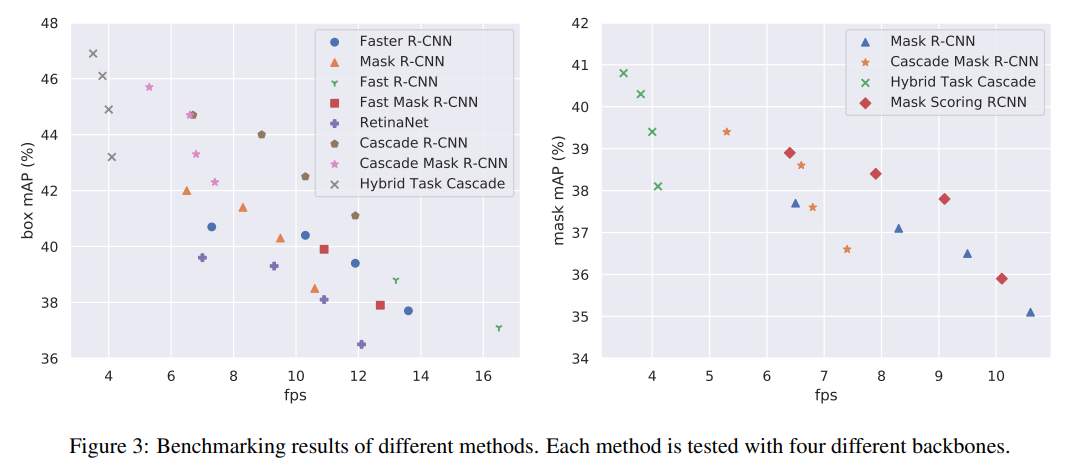 48
46
44
42
40
38
36
box mAP (%)
4 6 8 10 12 14 16
fps
Faster R-CNN
Mask R-CNN
Fast R-CNN
Fast Mask R-CNN
RetinaNet
Cascade R-CNN
Cascade Mask R-CNN
Hybrid Task Cascade
42
41
40
39
38
37
36
35
34
mask mAP (%)
4 5 6 7 8 9 10
fps
Mask R-CNN
Cascade Mask R-CNN
Hybrid Task Cascade
Mask Scoring RCNN
Figure 3: Benchmarking results of different methods. Each method is tested with four different backbones.